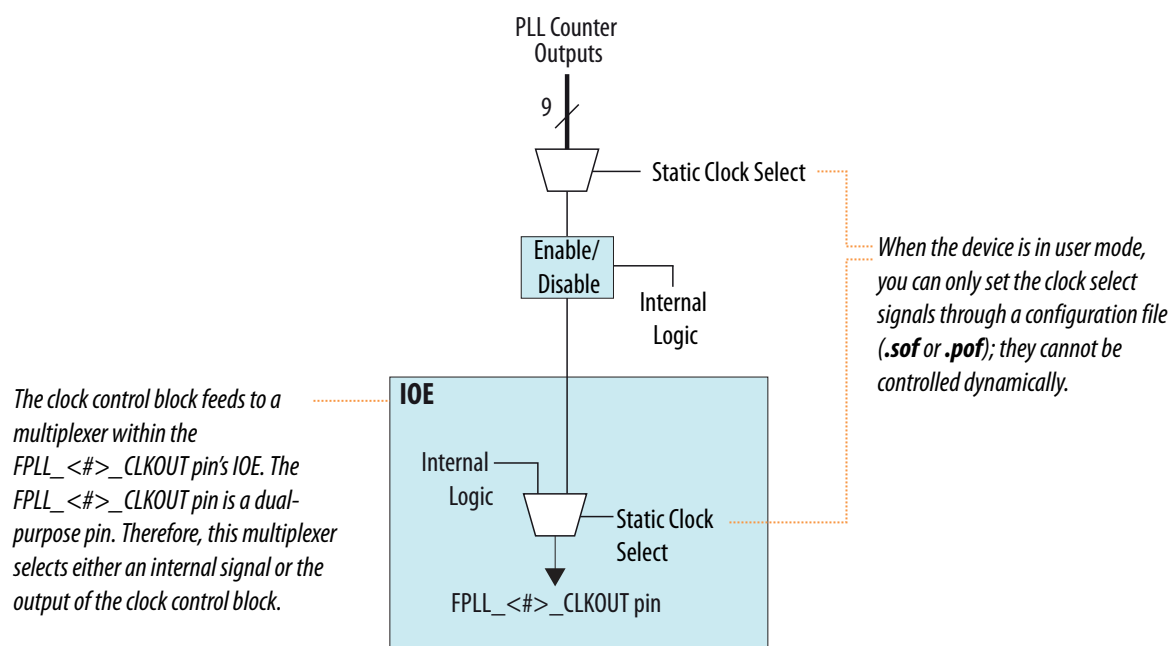 PLL Counter
Outputs
9
Static Clock Select
Enable/
Disable
Internal
Logic
When the device is in user mode,
you can only set the clock select
signals through a configuration file
(.sof or .pof); they cannot be
controlled dynamically.
IOE
The clock control block feeds to a
multiplexer within the
FPLL_<#>_CLKOUT pin’s IOE. The
FPLL_<#>_CLKOUT pin is a dual-
purpose pin. Therefore, this multiplexer
selects either an internal signal or the
output of the clock control block.
Internal
Logic
Static Clock
Select
FPLL_<#>_CLKOUT pin